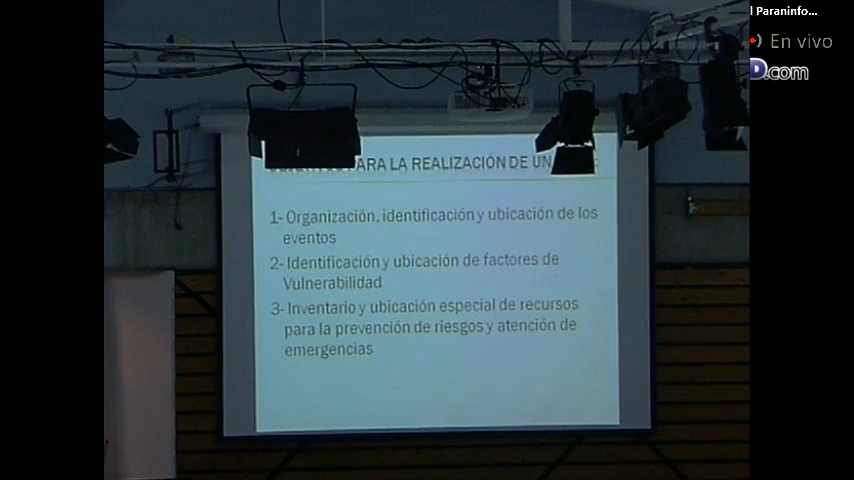 l Paraninfo...
En vivo
D.com
PARA LA REALIZACIÓN DE UN
1- Organización, identificación y ubicación de los
eventos
2- Identificación y ubicación de factores de
Vulnerabilidad
3- Inventario y ubicación especial de recursos
para la prevención de riesgos y atención de
emergencias